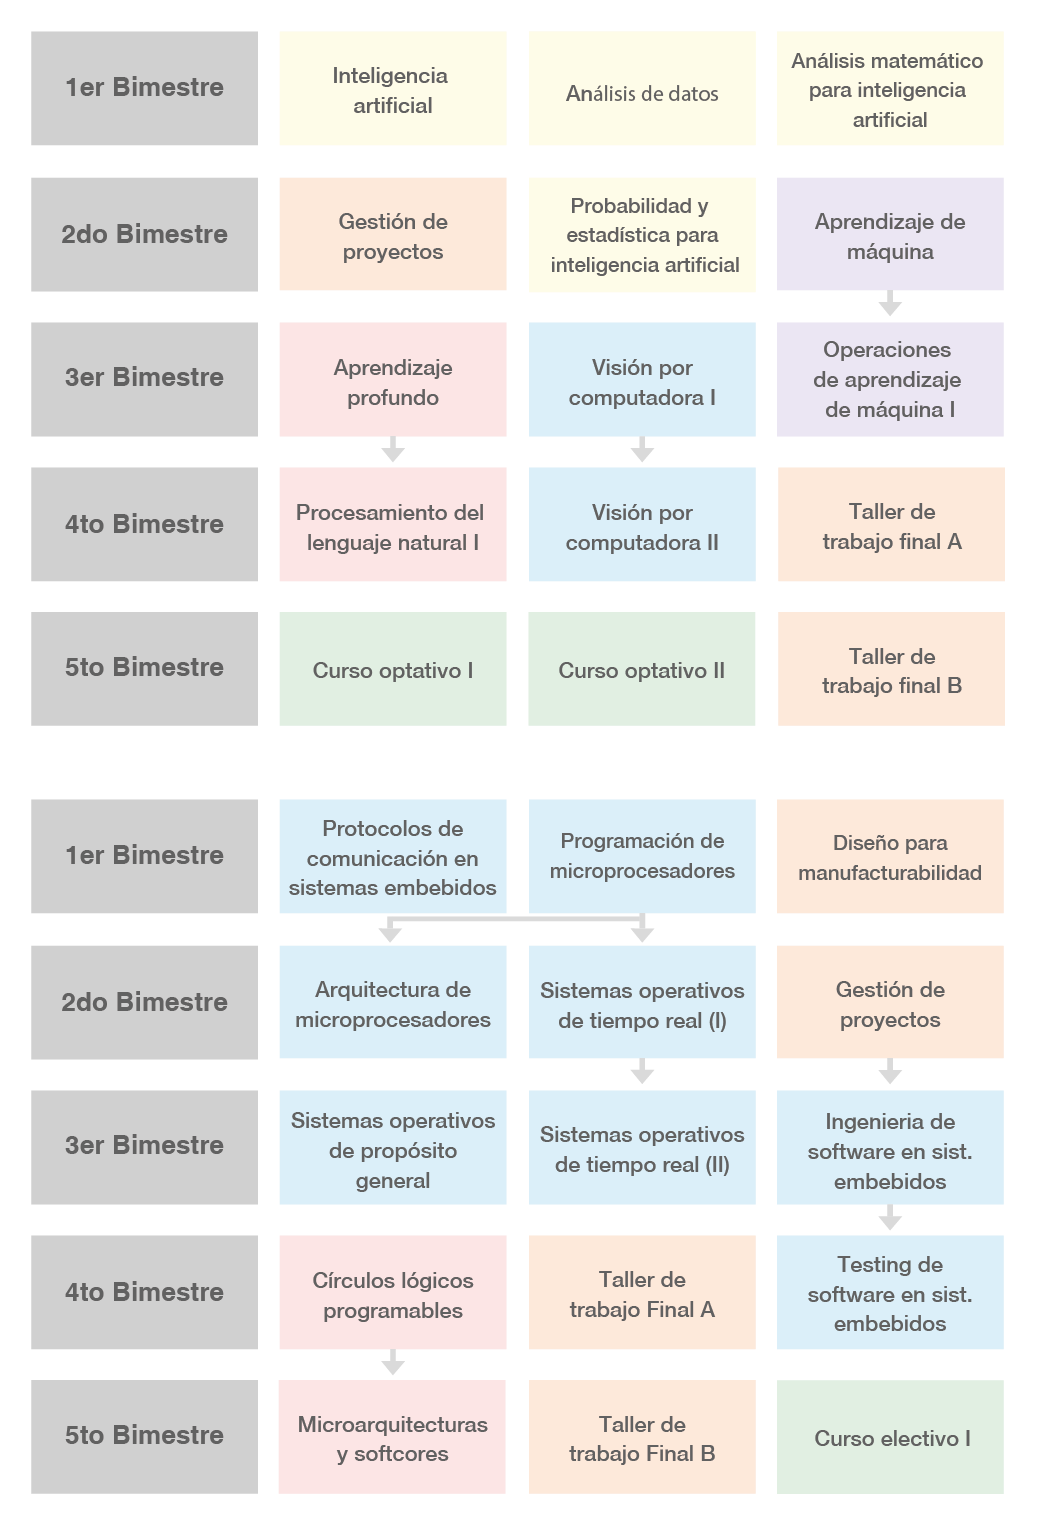 1er Bimestre
Inteligencia
artificial
Análisis de datos
Análisis matemático
para inteligencia
artificial
2do Bimestre
Gestión de
proyectos
Probabilidad y
estadística para
inteligencia artificial
Aprendizaje de
máquina
3er Bimestre
Aprendizaje
profundo
Visión por
computadora I
Operaciones
de aprendizaje
de máquina I
4to Bimestre
Procesamiento del
lenguaje natural I
Visión por
computadora II
Taller de
trabajo final A
5to Bimestre
Curso optativo I
Curso optativo II
Taller de
trabajo final B
1er Bimestre
Protocolos de
comunicación en
sistemas embebidos
Programación de
microprocesadores
Diseño para
manufacturabilidad
2do Bimestre
Arquitectura de
microprocesadores
Sistemas operativos
de tiempo real (I)
Gestión de
proyectos
3er Bimestre
Sistemas operativos
de propósito
general
Sistemas operativos
de tiempo real (II)
Ingenieria de
software en sist.
embebidos
4to Bimestre
Círculos lógicos
programables
Taller de
trabajo Final A
Testing de
software en sist.
embebidos
5to Bimestre
Microarquitecturas
y softcores
Taller de
trabajo Final B
Curso electivo I